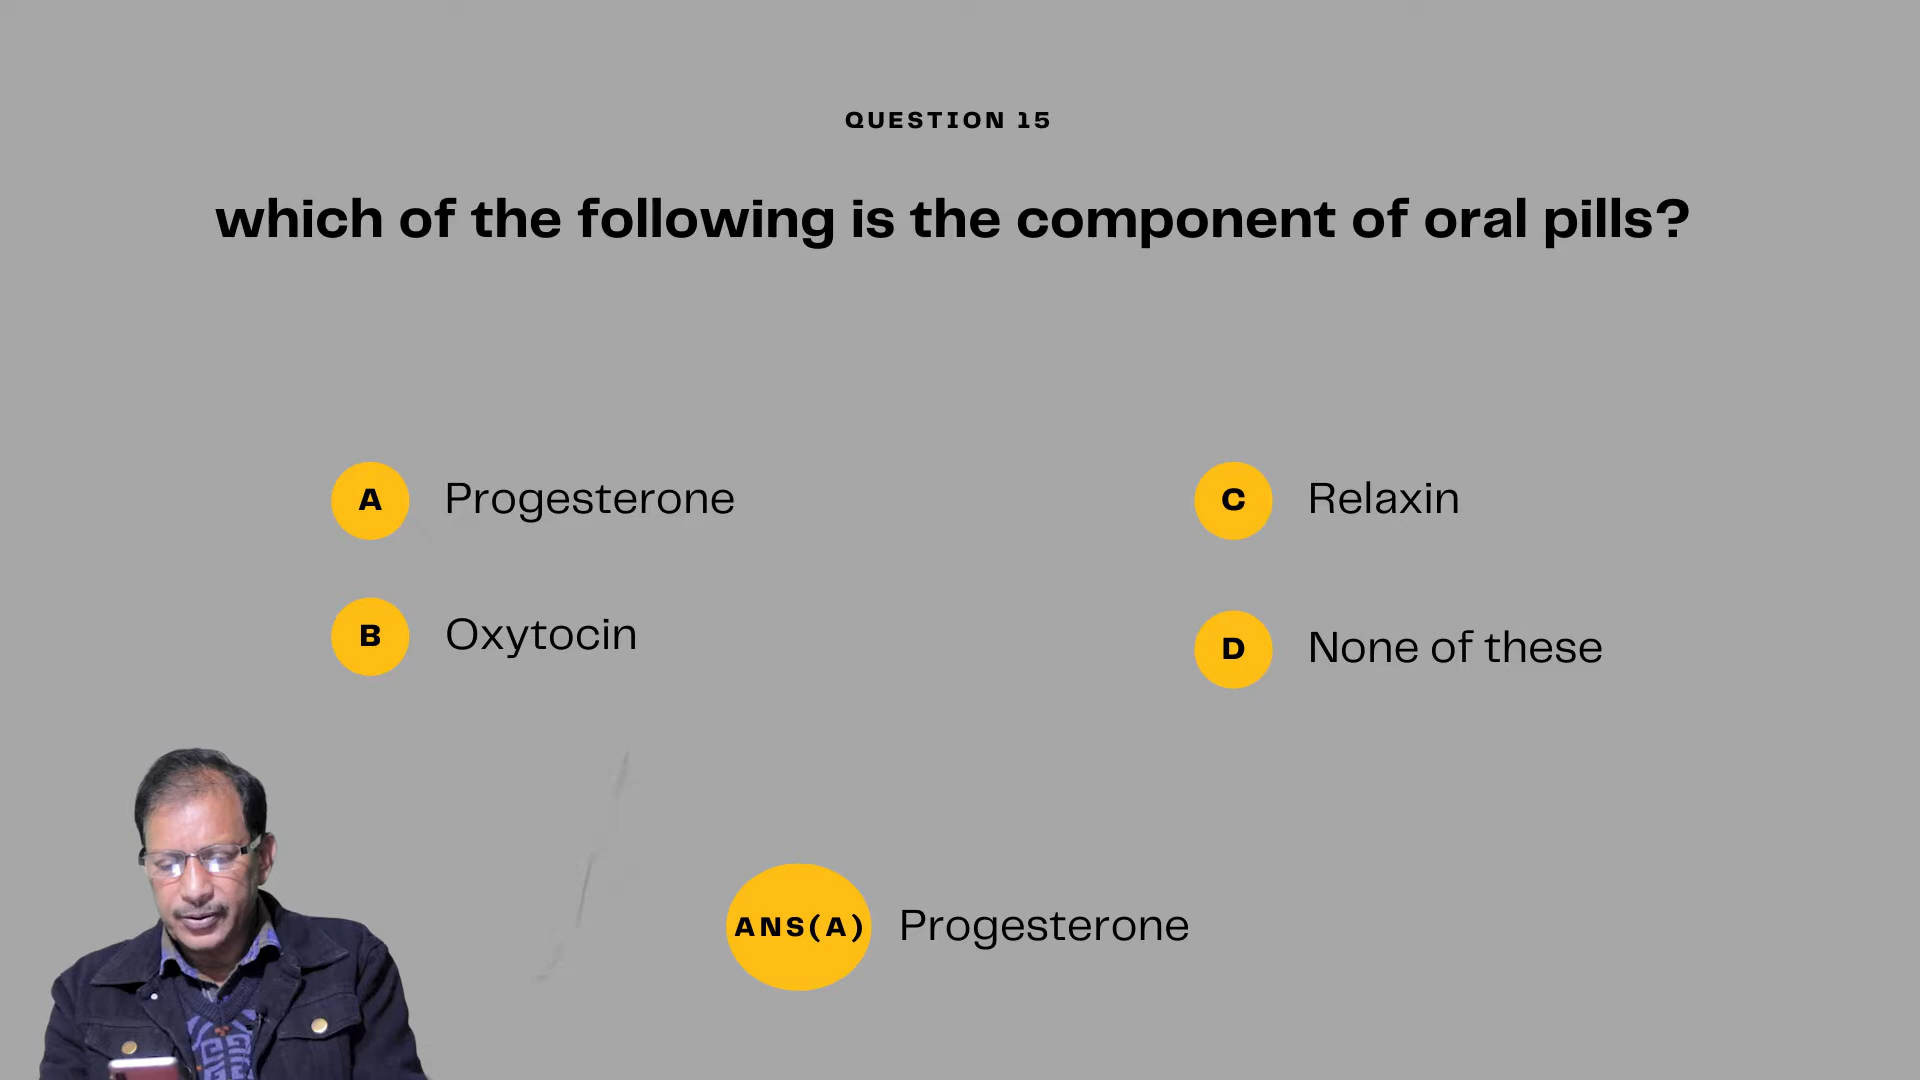 QUESTION 15
which of the following is the component of oral pills?
A Progesterone
B Oxytocin
C Relaxin
D None of these
ANS(A) Progesterone